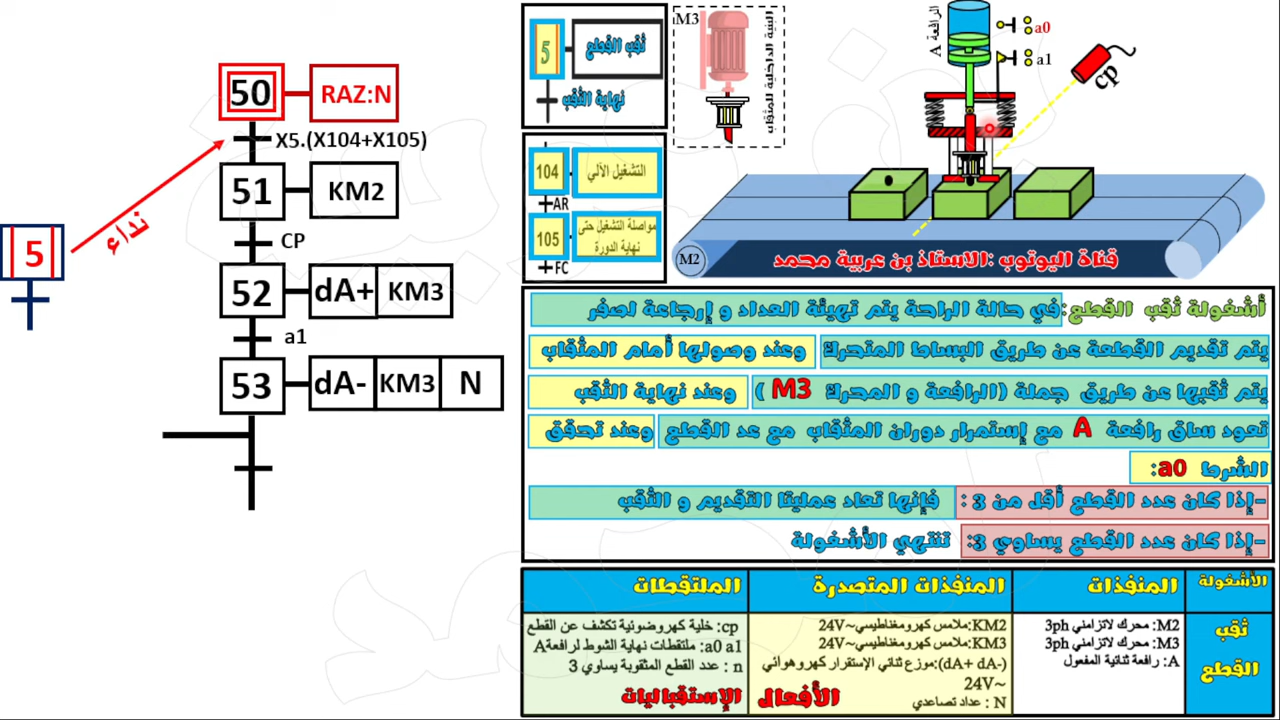 50
RAZ:N
X5.(X104+X105)
51
KM2
CP
52
dA+
KM3
a1
53
dA-
KM3
N
5
نداء
5
ثقب القطع
نهاية الثقب
M3
البنية الداخلية للمثقاب
104
التشغيل الآلي
AR
105
مواصلة التشغيل حتى
نهاية الدورة
FC
الرافعة A
a0
a1
cp
M2
قناة اليوتوب :الاستاذ بن عربية محمد
أشغولة ثقب القطع:في حالة الراحة يتم تهيئة العداد و إرجاعة لصفر
يتم تقديم القطعة عن طريق البساط المتحرك وعند وصولها أمام المثقاب
يتم ثقبها عن طريق جملة (الرافعة و المحرك M3 ) وعند نهاية الثقب
تعود ساق رافعة A مع إستمرار دوران المثقاب مع عد القطع وعند تحقق
الشرط a0:
-إذا كان عدد القطع أقل من 3 : فإنها تعاد عمليتا التقديم و الثقب
-إذا كان عدد القطع يساوي 3: تنتهي الأشغولة
الأشغولة
المنفذات
المنفذات المتصدرة
الملتقطات
ثقب
القطع
M2: محرك لاتزامني 3ph
M3: محرك لاتزامني 3ph
A: رافعة ثنائية المفعول
KM2:ملامس كهرومغناطيسي~24V
KM3:ملامس كهرومغناطيسي~24V
(dA+ dA-):موزع ثنائي الإستقرار كهروهوائي
24V~
N : عداد تصاعدي
الأفعال
cp: خلية كهروضوئية تكشف عن القطع
a0 a1: ملتقطات نهاية الشوط لرافعةA
n : عدد القطع المثقوبة يساوي 3
الإستقباليات